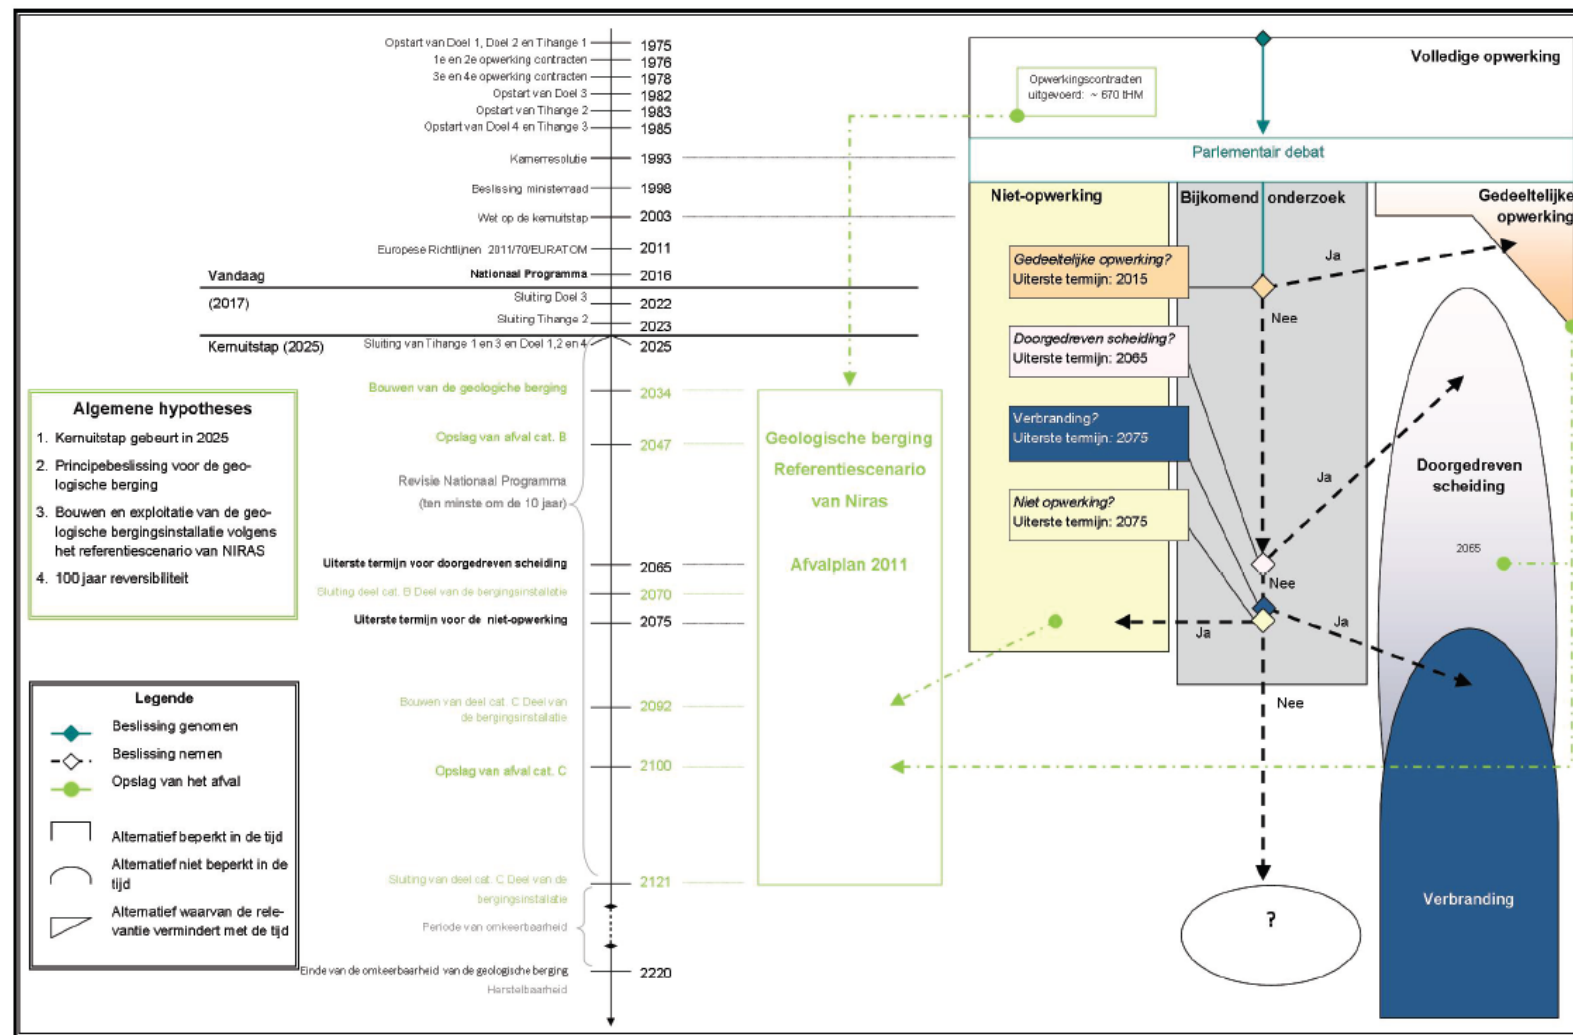 Opstart van Doel 1, Doel 2 en Tihange 1
1975
1e en 2e opwerking contracten
1976
3e en 4e opwerking contracten
1978
Opstart van Doel 3
1982
Opstart van Tihange 2
1983
Opstart van Doel 4 en Tihange 3
1985
Kamerresolutie
1993
Beslissing ministerraad
1998
Wet op de kernuitstap
2003
Europese Richtlijnen 2011/70/EURATOM
2011
Vandaag
Nationaal Programma
2016
(2017)
Sluiting Doel 3
2022
Sluiting Tihange 2
2023
Kernuitstap (2025)
Sluiting van Tihange 1 en 3 en Doel 1,2 en 4
2025
Bouwen van de geologiche berging
2034
Opslag van afval cat. B
2047
Revisie Nationaal Programma
(ten minste om de 10 jaar)
Uiterste termijn voor doorgedreven scheiding
2065
Sluiting deel cat. B Deel van de bergingsinstallatie
2070
Uiterste termijn voor de niet-opwerking
2075
Bouwen van deel cat. C Deel van
de bergingsinstallatie
2092
Opslag van afval cat. C
2100
Sluiting van deel cat. C Deel van de
bergingsinstallatie
2121
Periode van omkeerbaarheid
Einde van de omkeerbaarheid van de geologische berging
2220
Herstelbaarheid
Algemene hypotheses
1. Kernuitstap gebeurt in 2025
2. Principebeslissing voor de geo-
logische berging
3. Bouwen en exploitatie van de geo-
logische bergingsinstallatie volgens
het referentiescenario van NIRAS
4. 100 jaar reversibiliteit
Legende
Beslissing genomen
Beslissing nemen
Opslag van het afval
Alternatief beperkt in de tijd
Alternatief niet beperkt in de
tijd
Alternatief waarvan de rele-
vantie vermindert met de tijd
Geologische berging
Referentiescenario
van Niras
Afvalplan 2011
Volledige opwerking
Opwerkingscontracten
uitgevoerd: ~ 670 tHM
Parlementair debat
Niet-opwerking
Bijkomend onderzoek
Gedeeltelijke
opwerking
Gedeeltelijke opwerking?
Uiterste termijn: 2015
Ja
Nee
Doorgedreven scheiding?
Uiterste termijn: 2065
Verbranding?
Uiterste termijn: 2075
Niet opwerking?
Uiterste termijn: 2075
Ja
Nee
Ja
Ja
Nee
Doorgedreven
scheiding
2065
Verbranding
?